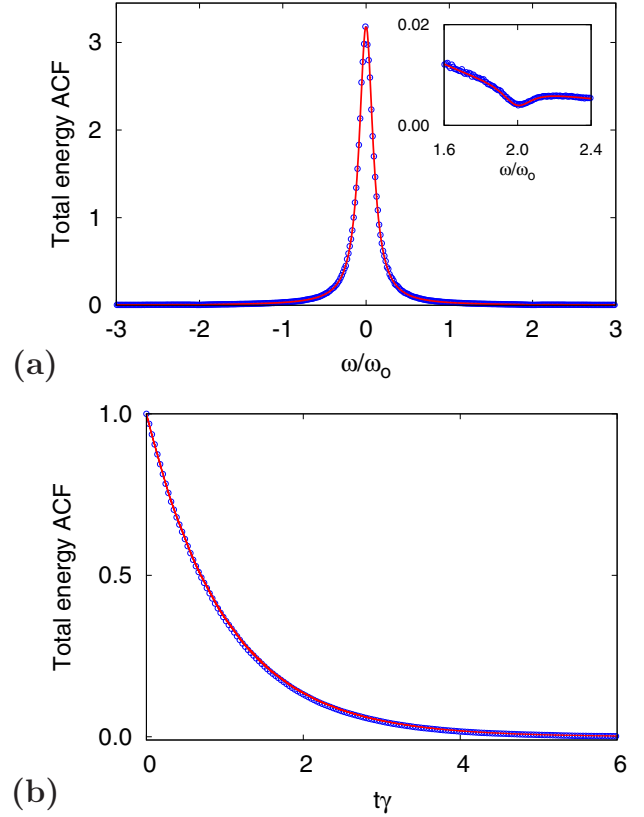 3
2
1
0
Total energy ACF
-3 -2 -1 0 1 2 3
ω/ωₒ
0.02
0.00
1.6 2.0 2.4
ω/ωₒ
(a)
1.0
0.5
0.0
Total energy ACF
0 2 4 6
tγ
(b)